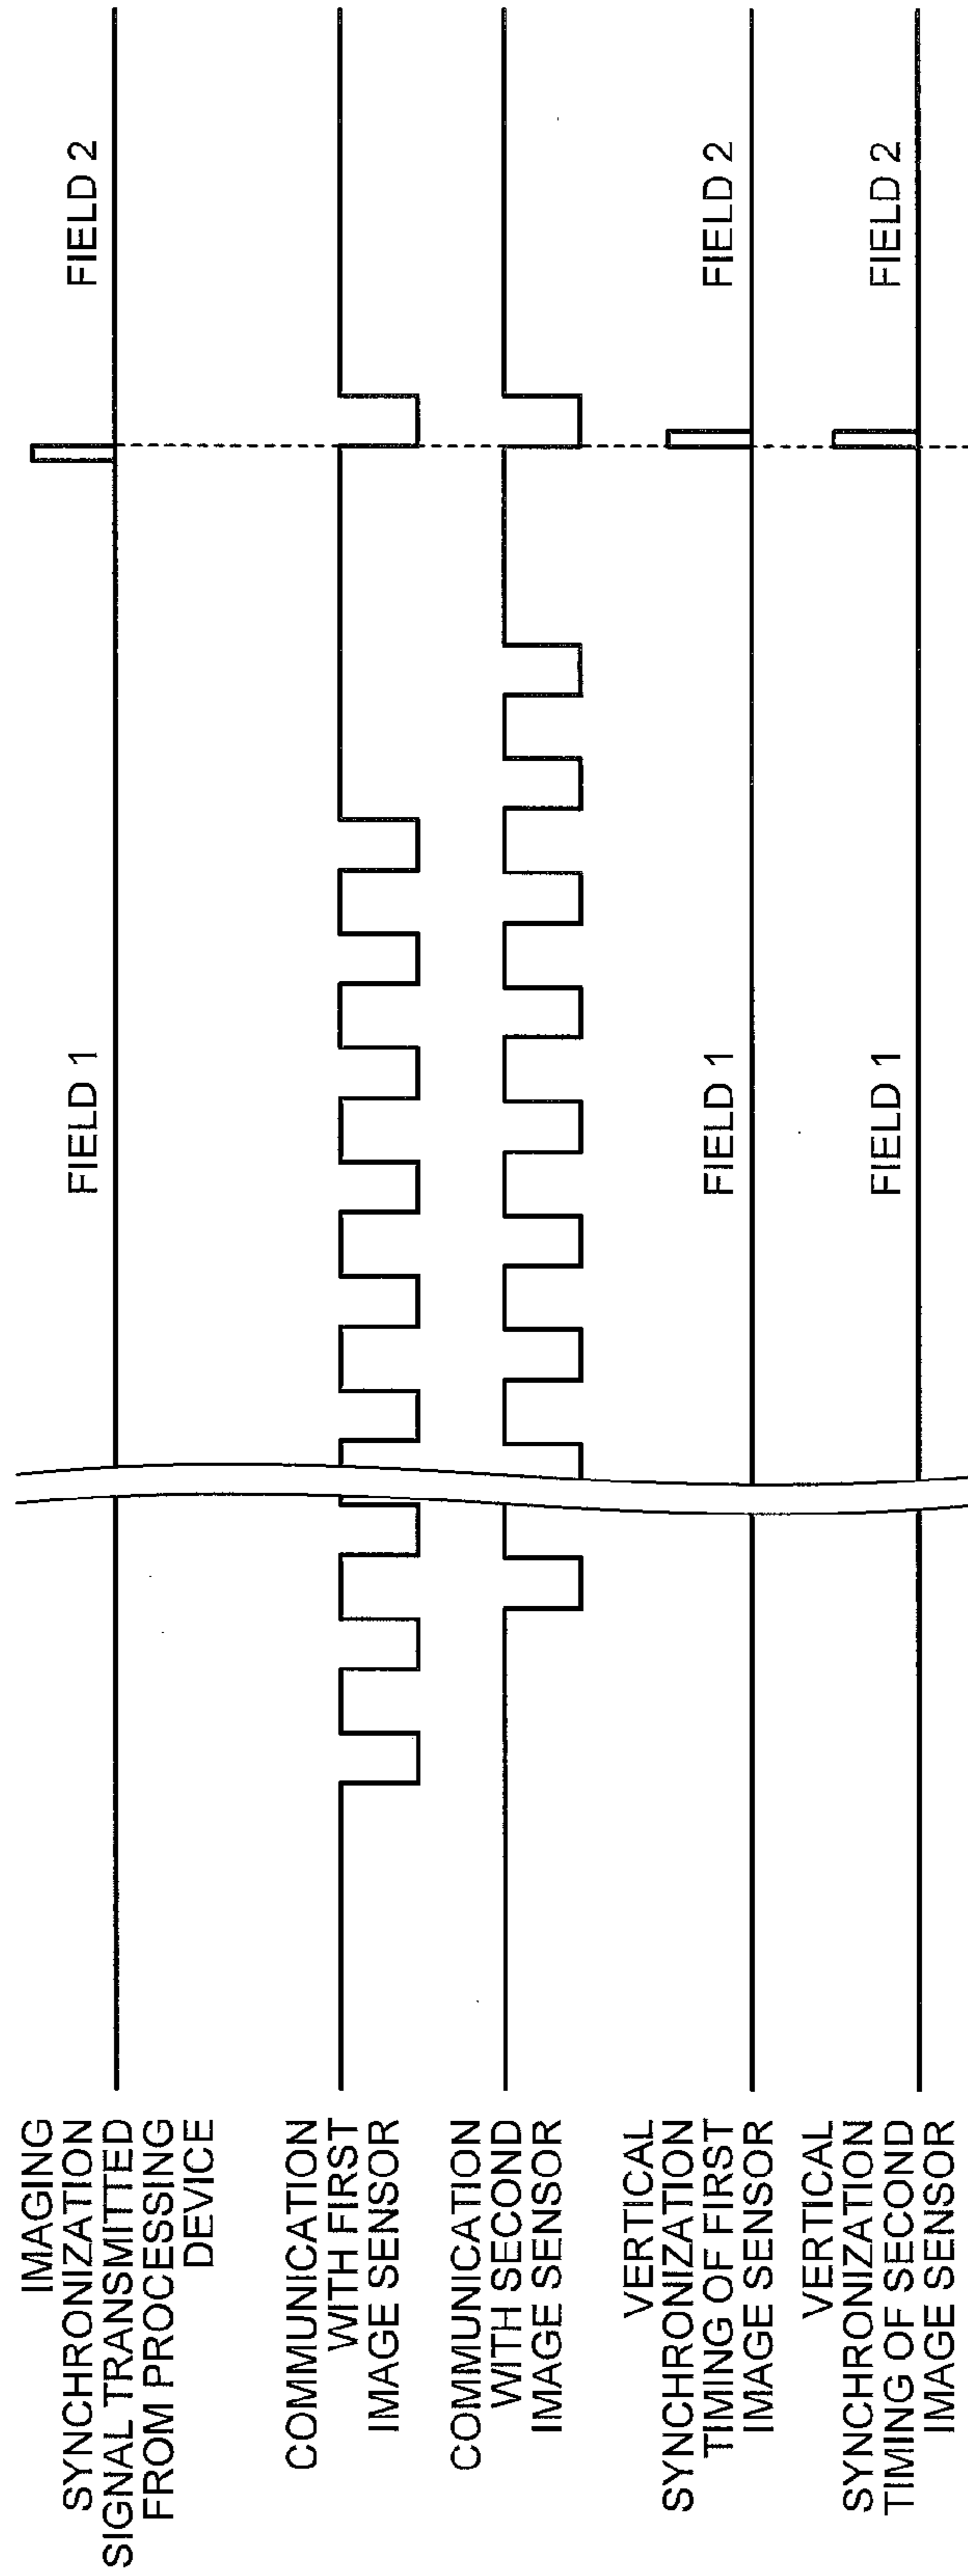 IMAGING
SYNCHRONIZATION
SIGNAL TRANSMITTED
FROM PROCESSING
DEVICE
FIELD 1
FIELD 2
COMMUNICATION
WITH FIRST
IMAGE SENSOR
COMMUNICATION
WITH SECOND
IMAGE SENSOR
VERTICAL
SYNCHRONIZATION
TIMING OF FIRST
IMAGE SENSOR
FIELD 1
FIELD 2
VERTICAL
SYNCHRONIZATION
TIMING OF SECOND
IMAGE SENSOR
FIELD 1
FIELD 2